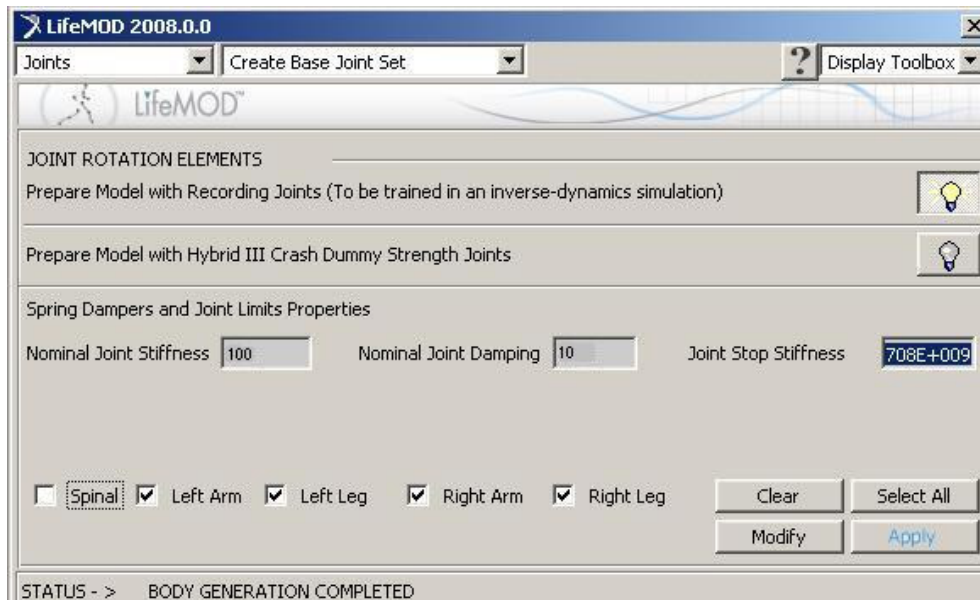 LifeMOD 2008.0.0
Joints Create Base Joint Set ? Display Toolbox
LifeMOD™
JOINT ROTATION ELEMENTS
Prepare Model with Recording Joints (To be trained in an inverse-dynamics simulation)
Prepare Model with Hybrid III Crash Dummy Strength Joints
Spring Dampers and Joint Limits Properties
Nominal Joint Stiffness 100 Nominal Joint Damping 10 Joint Stop Stiffness 708E+009
Spinal Left Arm Left Leg Right Arm Right Leg Clear Select All
Modify Apply
STATUS - > BODY GENERATION COMPLETED